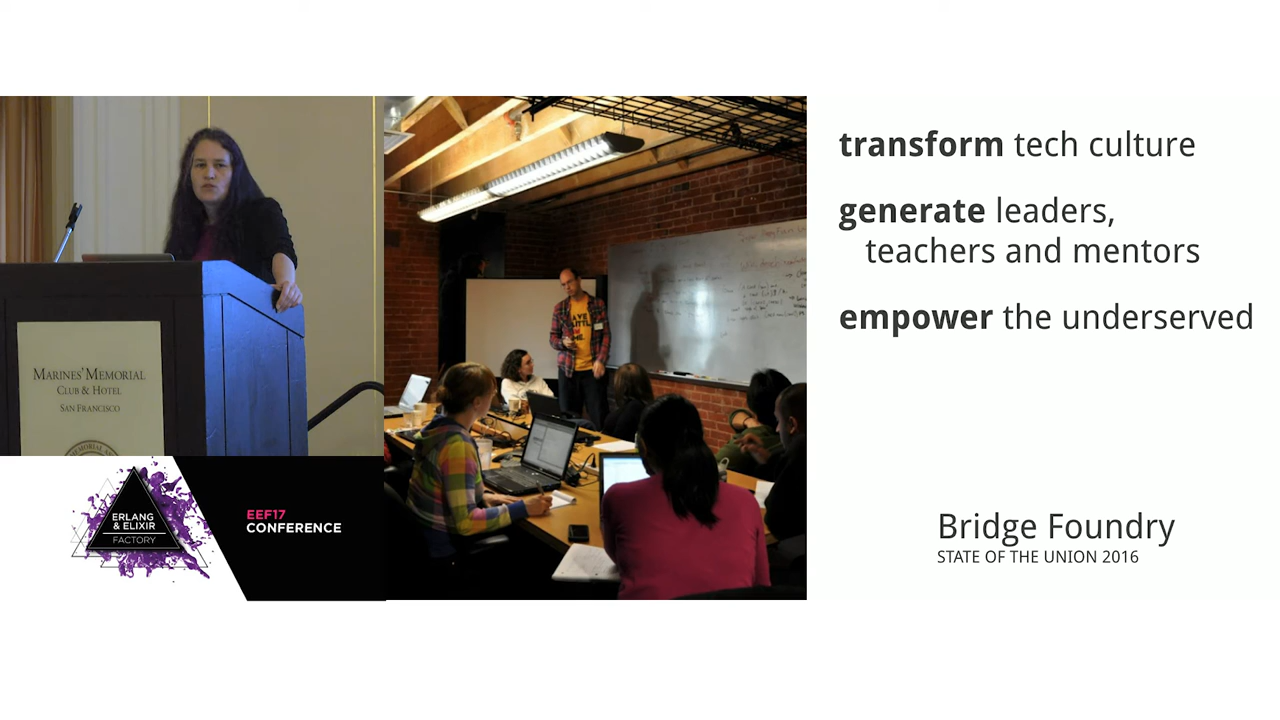 MARINES' MEMORIAL
CLUB & HOTEL
SAN FRANCISCO
ERLANG
& ELIXIR
FACTORY
EEF17
CONFERENCE
transform tech culture
generate leaders,
teachers and mentors
empower the underserved
Bridge Foundry
STATE OF THE UNION 2016